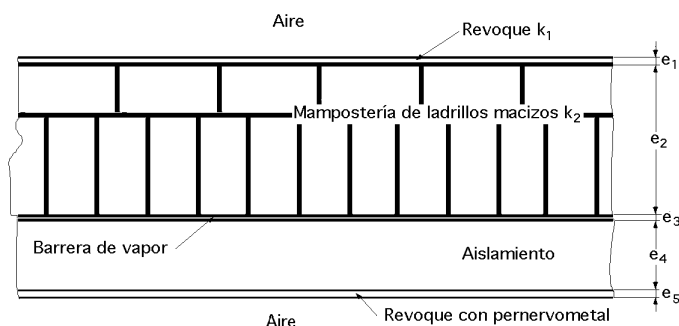 Aire
Revoque k₁
e₁
Mampostería de ladrillos macizos k₂
e₂
e₃
Barrera de vapor
Aislamiento
e₄
e₅
Revoque con pernervometal
Aire